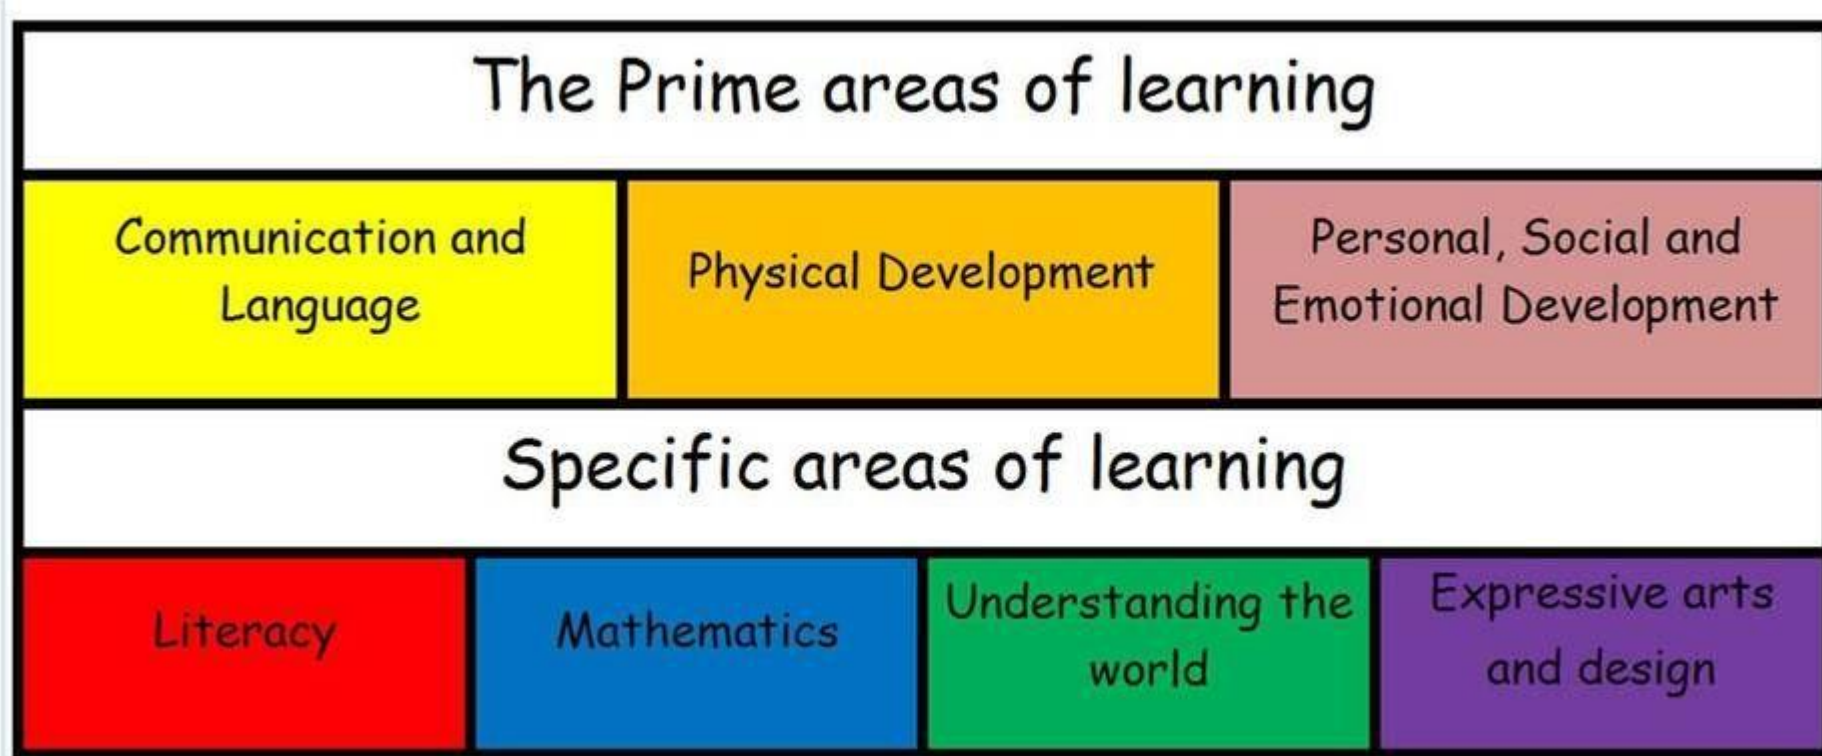 The Prime areas of learning
Communication and
Language
Physical Development
Personal, Social and
Emotional Development
Specific areas of learning
Literacy
Mathematics
Understanding the
world
Expressive arts
and design